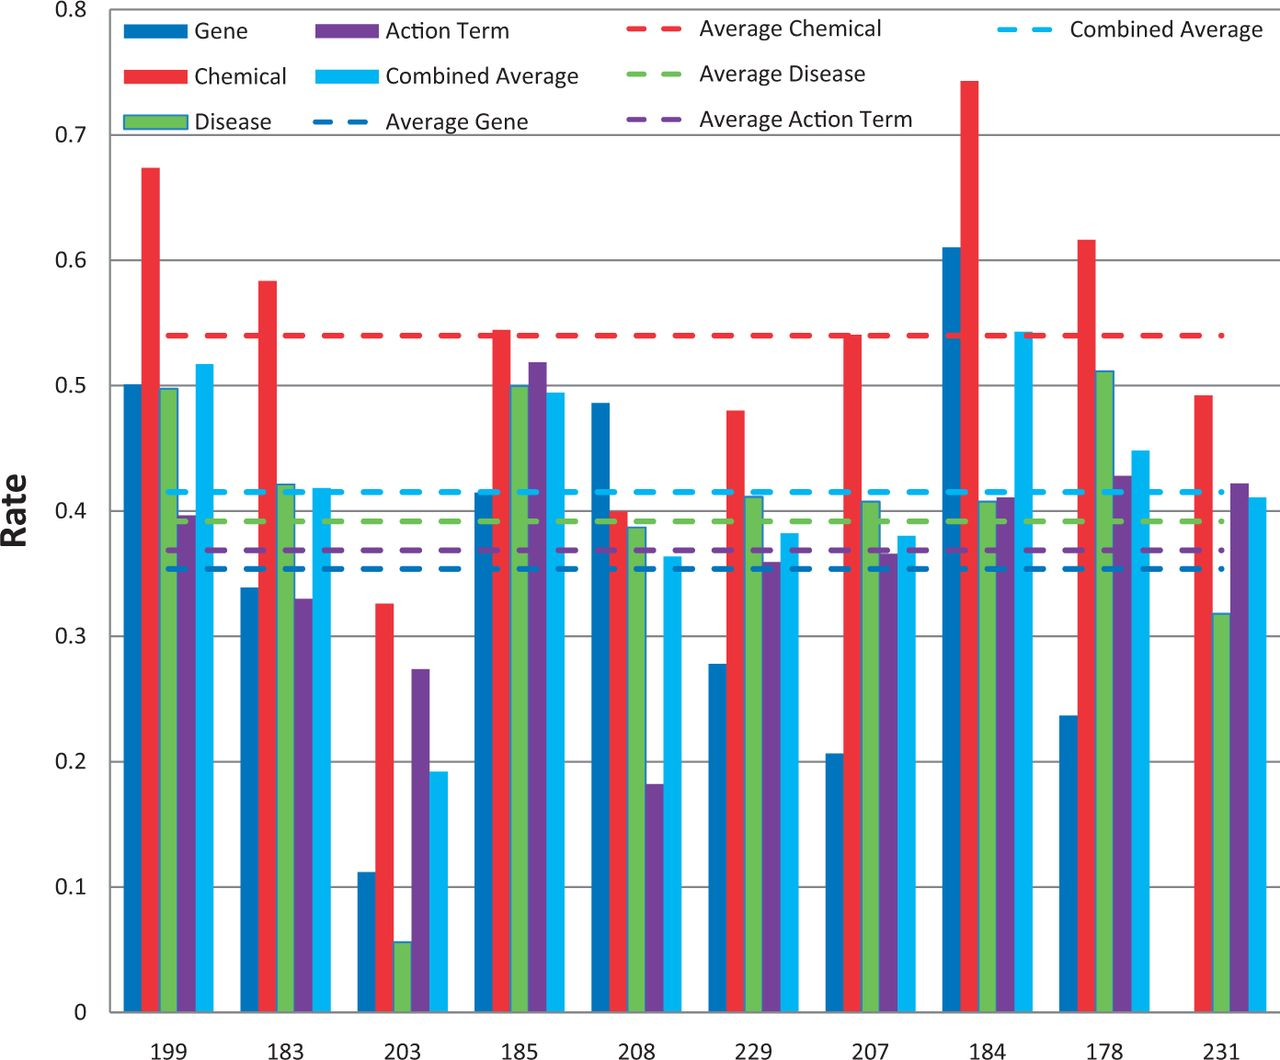 0.8
Gene Action Term Average Chemical Combined Average
Chemical Combined Average Average Disease
Disease Average Gene Average Action Term
0.7
0.6
0.5
0.4
0.3
0.2
0.1
0
Rate
199 183 203 185 208 229 207 184 178 231